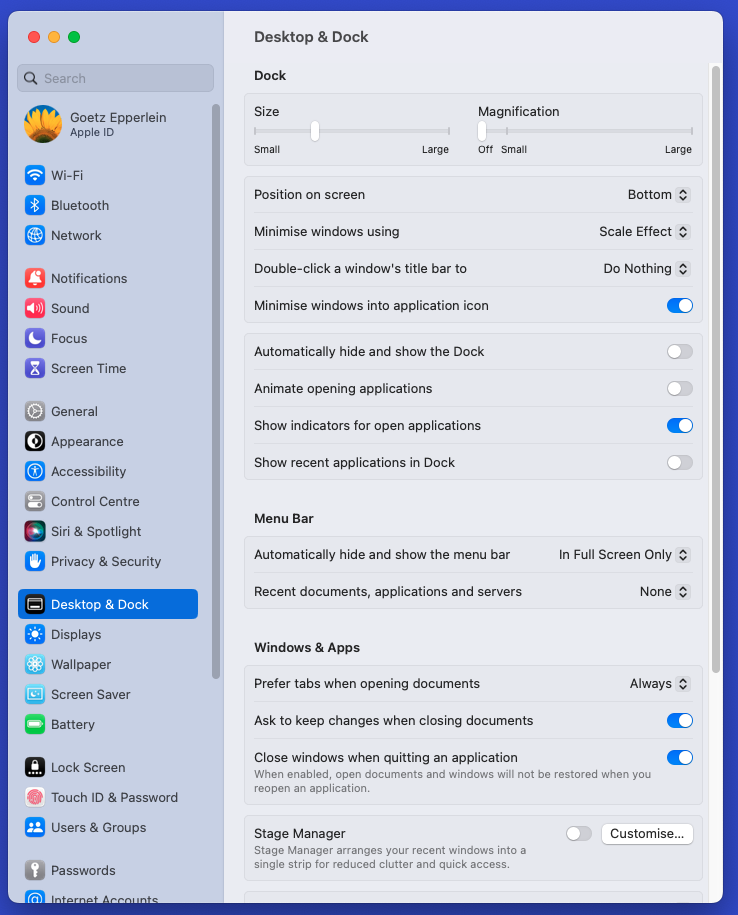 Search
Goetz Epperlein
Apple ID
Wi-Fi
Bluetooth
Network
Notifications
Sound
Focus
Screen Time
General
Appearance
Accessibility
Control Centre
Siri & Spotlight
Privacy & Security
Desktop & Dock
Displays
Wallpaper
Screen Saver
Battery
Lock Screen
Touch ID & Password
Users & Groups
Passwords
Internet Accounts
Desktop & Dock
Dock
Size
Small Large
Magnification
Off Small Large
Position on screen Bottom
Minimise windows using Scale Effect
Double-click a window's title bar to Do Nothing
Minimise windows into application icon
Automatically hide and show the Dock
Animate opening applications
Show indicators for open applications
Show recent applications in Dock
Menu Bar
Automatically hide and show the menu bar In Full Screen Only
Recent documents, applications and servers None
Windows & Apps
Prefer tabs when opening documents Always
Ask to keep changes when closing documents
Close windows when quitting an application
When enabled, open documents and windows will not be restored when you
reopen an application.
Stage Manager Customise...
Stage Manager arranges your recent windows into a
single strip for reduced clutter and quick access.